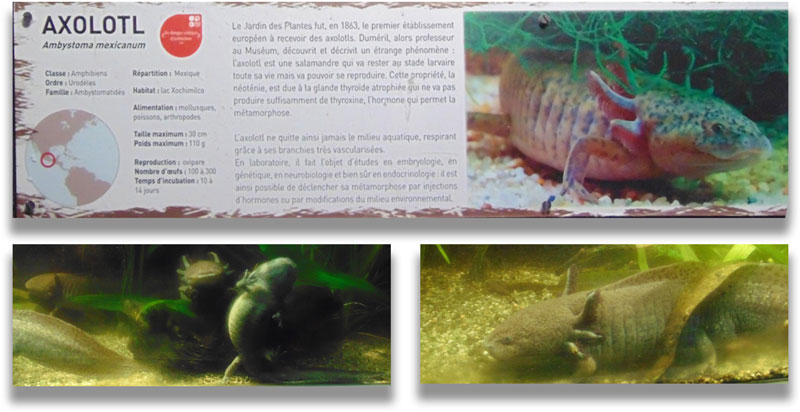 AXOLOTL
Ambystoma mexicanum
Classe : Amphibiens
Ordre : Urodèles
Famille : Ambystomatidés
Répartition : Mexique
Habitat : lac Xochimilco
Alimentation : mollusques,
poissons, arthropodes
Taille maximum : 30 cm
Poids maximum : 110 g
Reproduction : ovipare
Nombre d'œufs : 100 à 300
Temps d'incubation : 10 à
14 jours
Le Jardin des Plantes fut, en 1863, le premier établissement
européen à recevoir des axolotls. Duméril, alors professeur
au Muséum, découvrit et décrivit un étrange phénomène :
l'axolotl est une salamandre qui va rester au stade larvaire
toute sa vie mais va pouvoir se reproduire. Cette propriété, la
néoténie, est due à la glande thyroïde atrophiée qui ne va pas
produire suffisamment de thyroxine, l'hormone qui permet la
métamorphose.
L'axolotl ne quitte ainsi jamais le milieu aquatique, respirant
grâce à ses branchies très vascularisées.
En laboratoire, il fait l'objet d'études en embryologie, en
génétique, en neurobiologie et bien sûr en endocrinologie : il est
ainsi possible de déclencher sa métamorphose par injections
d'hormones ou par modifications du milieu environnemental.